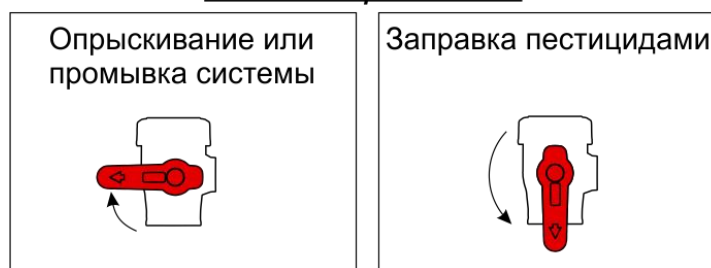 Опрыскивание или
промывка системы
Заправка пестицидами